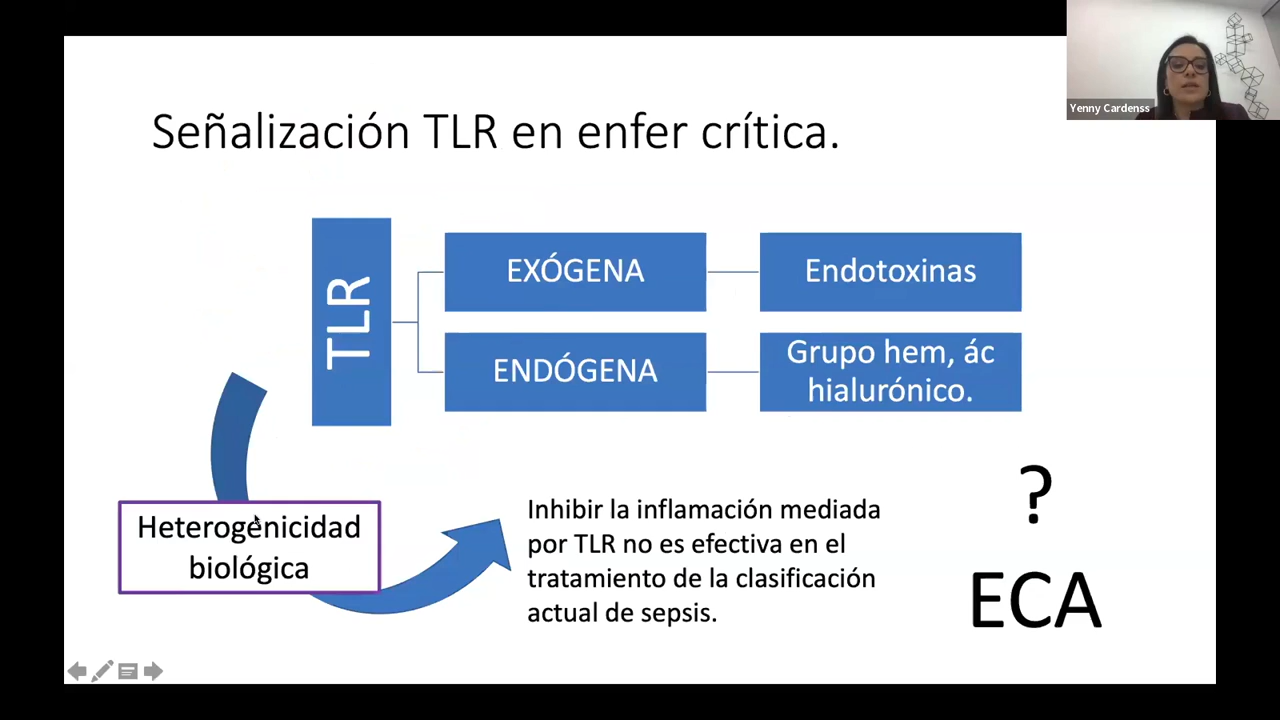 Yenny Cardenss
Señalización TLR en enfer crítica.
TLR
EXÓGENA
Endotoxinas
ENDÓGENA
Grupo hem, ác
hialurónico.
Heterogenicidad
biológica
Inhibir la inflamación mediada
por TLR no es efectiva en el
tratamiento de la clasificación
actual de sepsis.
?
ECA